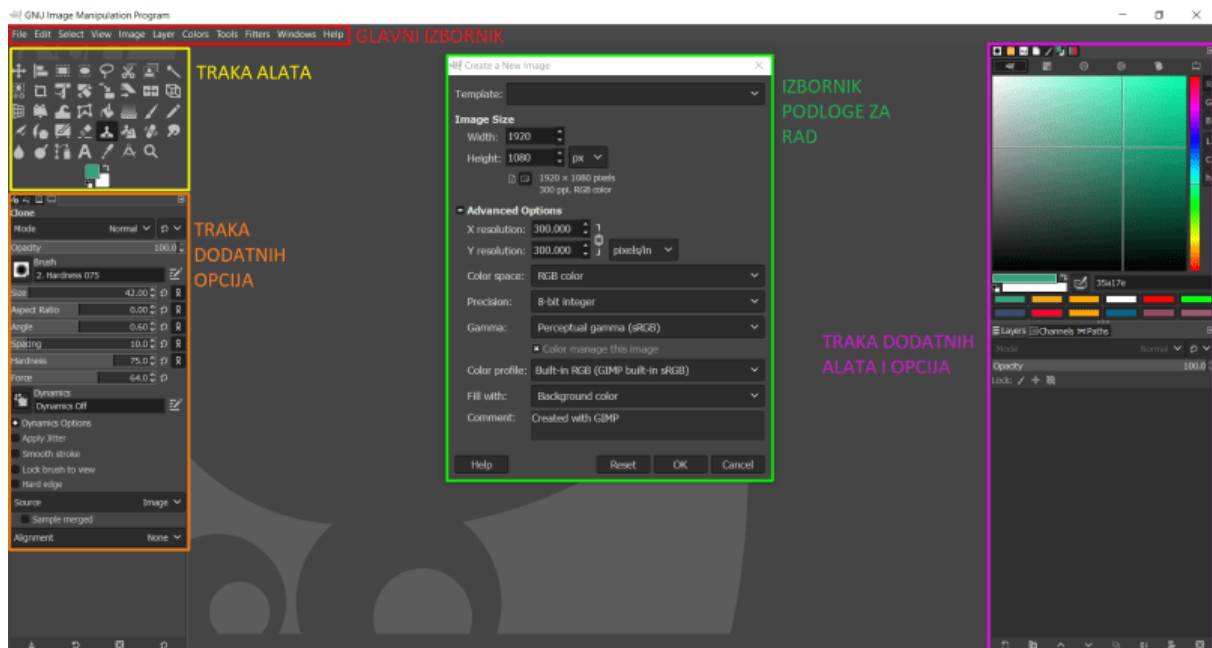 GNU Image Manipulation Program
File Edit Select View Image Layer Colors Tools Filters Windows Help
GLAVNI IZBORNIK
TRAKA ALATA
Clone
Mode Normal
Opacity 100.0
Brush
2. Hardness 075
Size 42.00
Aspect Ratio 0.00
Angle 0.60
Spacing 10.0
Hardness 75.0
Force 64.0
Dynamics
Dynamics Off
Dynamics Options
Apply Jitter
Smooth stroke
Lock brush to view
Hard edge
Source Image
Sample merged
Alignment None
TRAKA
DODATNIH
OPCIJA
Create a New Image
Template:
Image Size
Width: 1920
Height: 1080 px
1920 × 1080 pixels
300 ppi, RGB color
Advanced Options
X resolution: 300.000
Y resolution: 300.000 pixels/in
Color space: RGB color
Precision: 8-bit integer
Gamma: Perceptual gamma (sRGB)
Color manage this image
Color profile: Built-in RGB (GIMP built-in sRGB)
Fill with: Background color
Comment: Created with GIMP
Help Reset OK Cancel
IZBORNIK
PODLOGE ZA
RAD
TRAKA DODATNIH
ALATA I OPCIJA
R
G
B
L
C
h
35a17e
Layers Channels Paths
Mode Normal
Opacity 100.0
Lock: